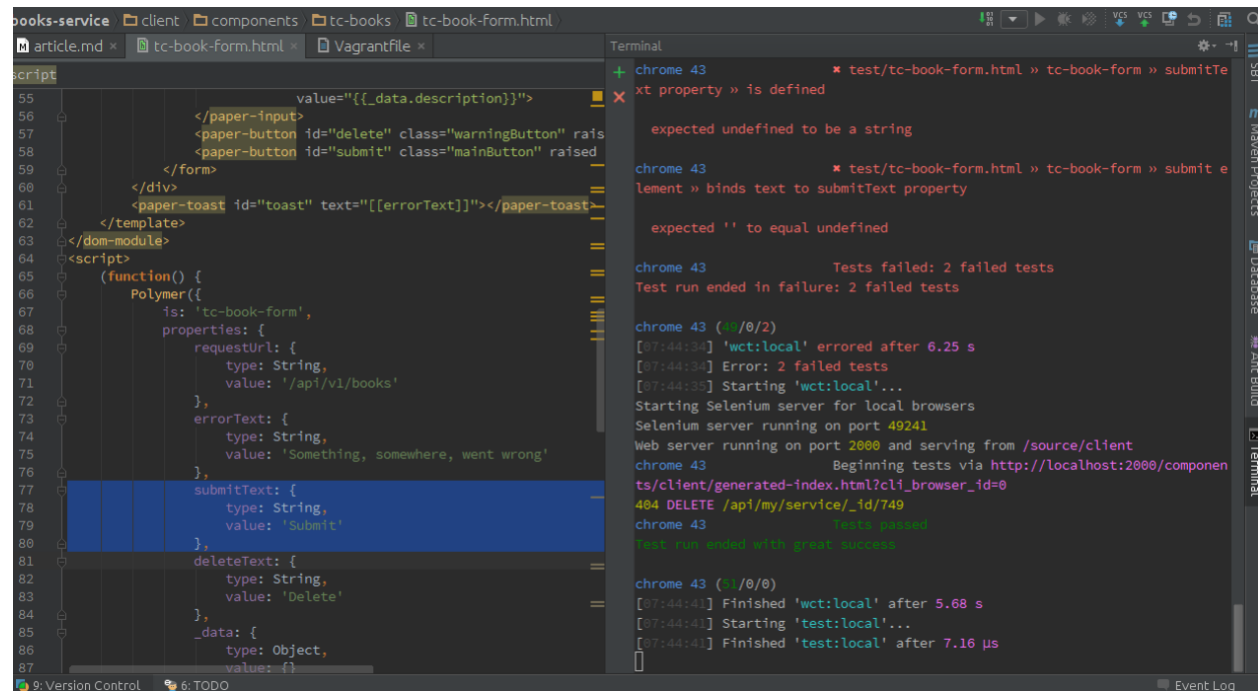 books-service client components tc-books tc-book-form.html
article.md × tc-book-form.html × Vagrantfile ×
script
55 value="{{_data.description}}">
56 </paper-input>
57 <paper-button id="delete" class="warningButton" rais
58 <paper-button id="submit" class="mainButton" raised
59 </form>
60 </div>
61 <paper-toast id="toast" text="[[errorText]]"></paper-toast>
62 </template>
63 </dom-module>
64 <script>
65 (function() {
66 Polymer({
67 is: 'tc-book-form',
68 properties: {
69 requestUrl: {
70 type: String,
71 value: '/api/v1/books'
72 },
73 errorText: {
74 type: String,
75 value: 'Something, somewhere, went wrong'
76 },
77 submitText: {
78 type: String,
79 value: 'Submit'
80 },
81 deleteText: {
82 type: String,
83 value: 'Delete'
84 },
85 _data: {
86 type: Object,
87 value: {}
Terminal
chrome 43 ✖ test/tc-book-form.html » tc-book-form » submitTe
xt property » is defined
expected undefined to be a string
chrome 43 ✖ test/tc-book-form.html » tc-book-form » submit e
lement » binds text to submitText property
expected '' to equal undefined
chrome 43 Tests failed: 2 failed tests
Test run ended in failure: 2 failed tests
chrome 43 (49/0/2)
[07:44:34] 'wct:local' errored after 6.25 s
[07:44:34] Error: 2 failed tests
[07:44:35] Starting 'wct:local'...
Starting Selenium server for local browsers
Selenium server running on port 49241
Web server running on port 2000 and serving from /source/client
chrome 43 Beginning tests via http://localhost:2000/componen
ts/client/generated-index.html?cli_browser_id=0
404 DELETE /api/my/service/_id/749
chrome 43 Tests passed
Test run ended with great success
chrome 43 (51/0/0)
[07:44:41] Finished 'wct:local' after 5.68 s
[07:44:41] Starting 'test:local'...
[07:44:41] Finished 'test:local' after 7.16 μs
VCS VCS
SBT
Maven Projects
Database
Ant Build
Terminal
9: Version Control 6: TODO Event Log